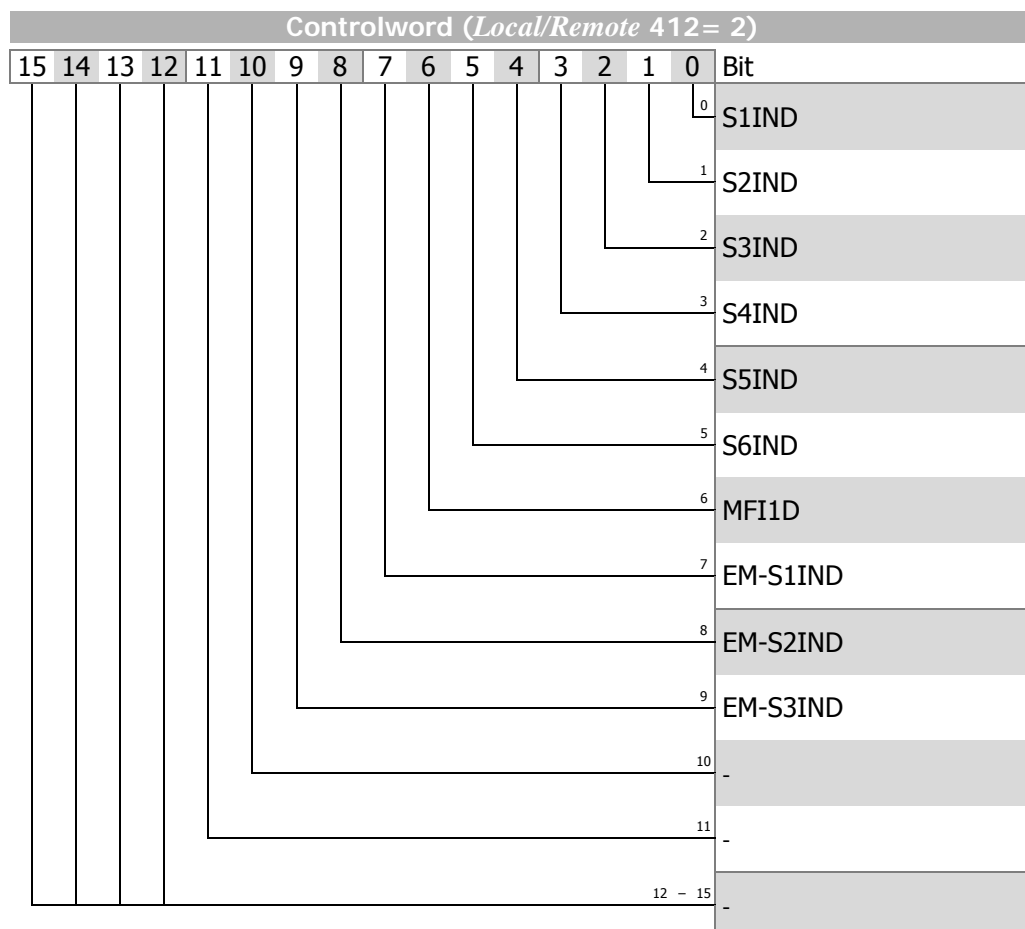 Controlword (Local/Remote 412= 2)
15 14 13 12 11 10 9 8 7 6 5 4 3 2 1 0 Bit
0 S1IND
1 S2IND
2 S3IND
3 S4IND
4 S5IND
5 S6IND
6 MFI1D
7 EM-S1IND
8 EM-S2IND
9 EM-S3IND
10 -
11 -
12 – 15 -